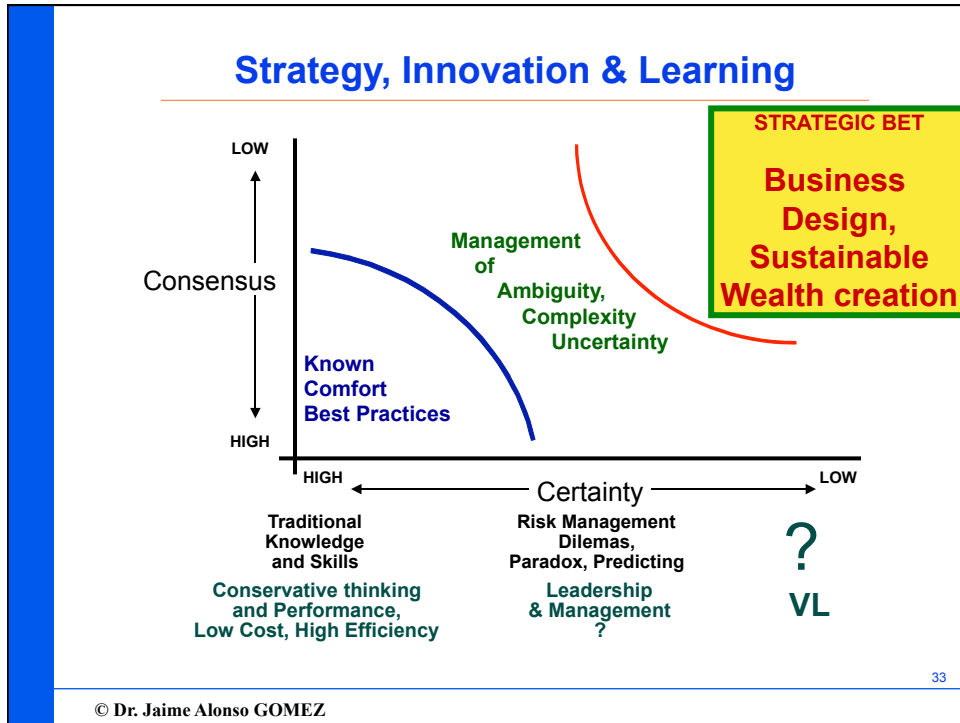 Strategy, Innovation & Learning
STRATEGIC BET
Business
Design,
Sustainable
Wealth creation
LOW
Consensus
HIGH
Management
of
Ambiguity,
Complexity
Uncertainty
Known
Comfort
Best Practices
HIGH
Certainty
LOW
Traditional
Knowledge
and Skills
Conservative thinking
and Performance,
Low Cost, High Efficiency
Risk Management
Dilemas,
Paradox, Predicting
Leadership
& Management
?
?
VL
33
© Dr. Jaime Alonso GOMEZ